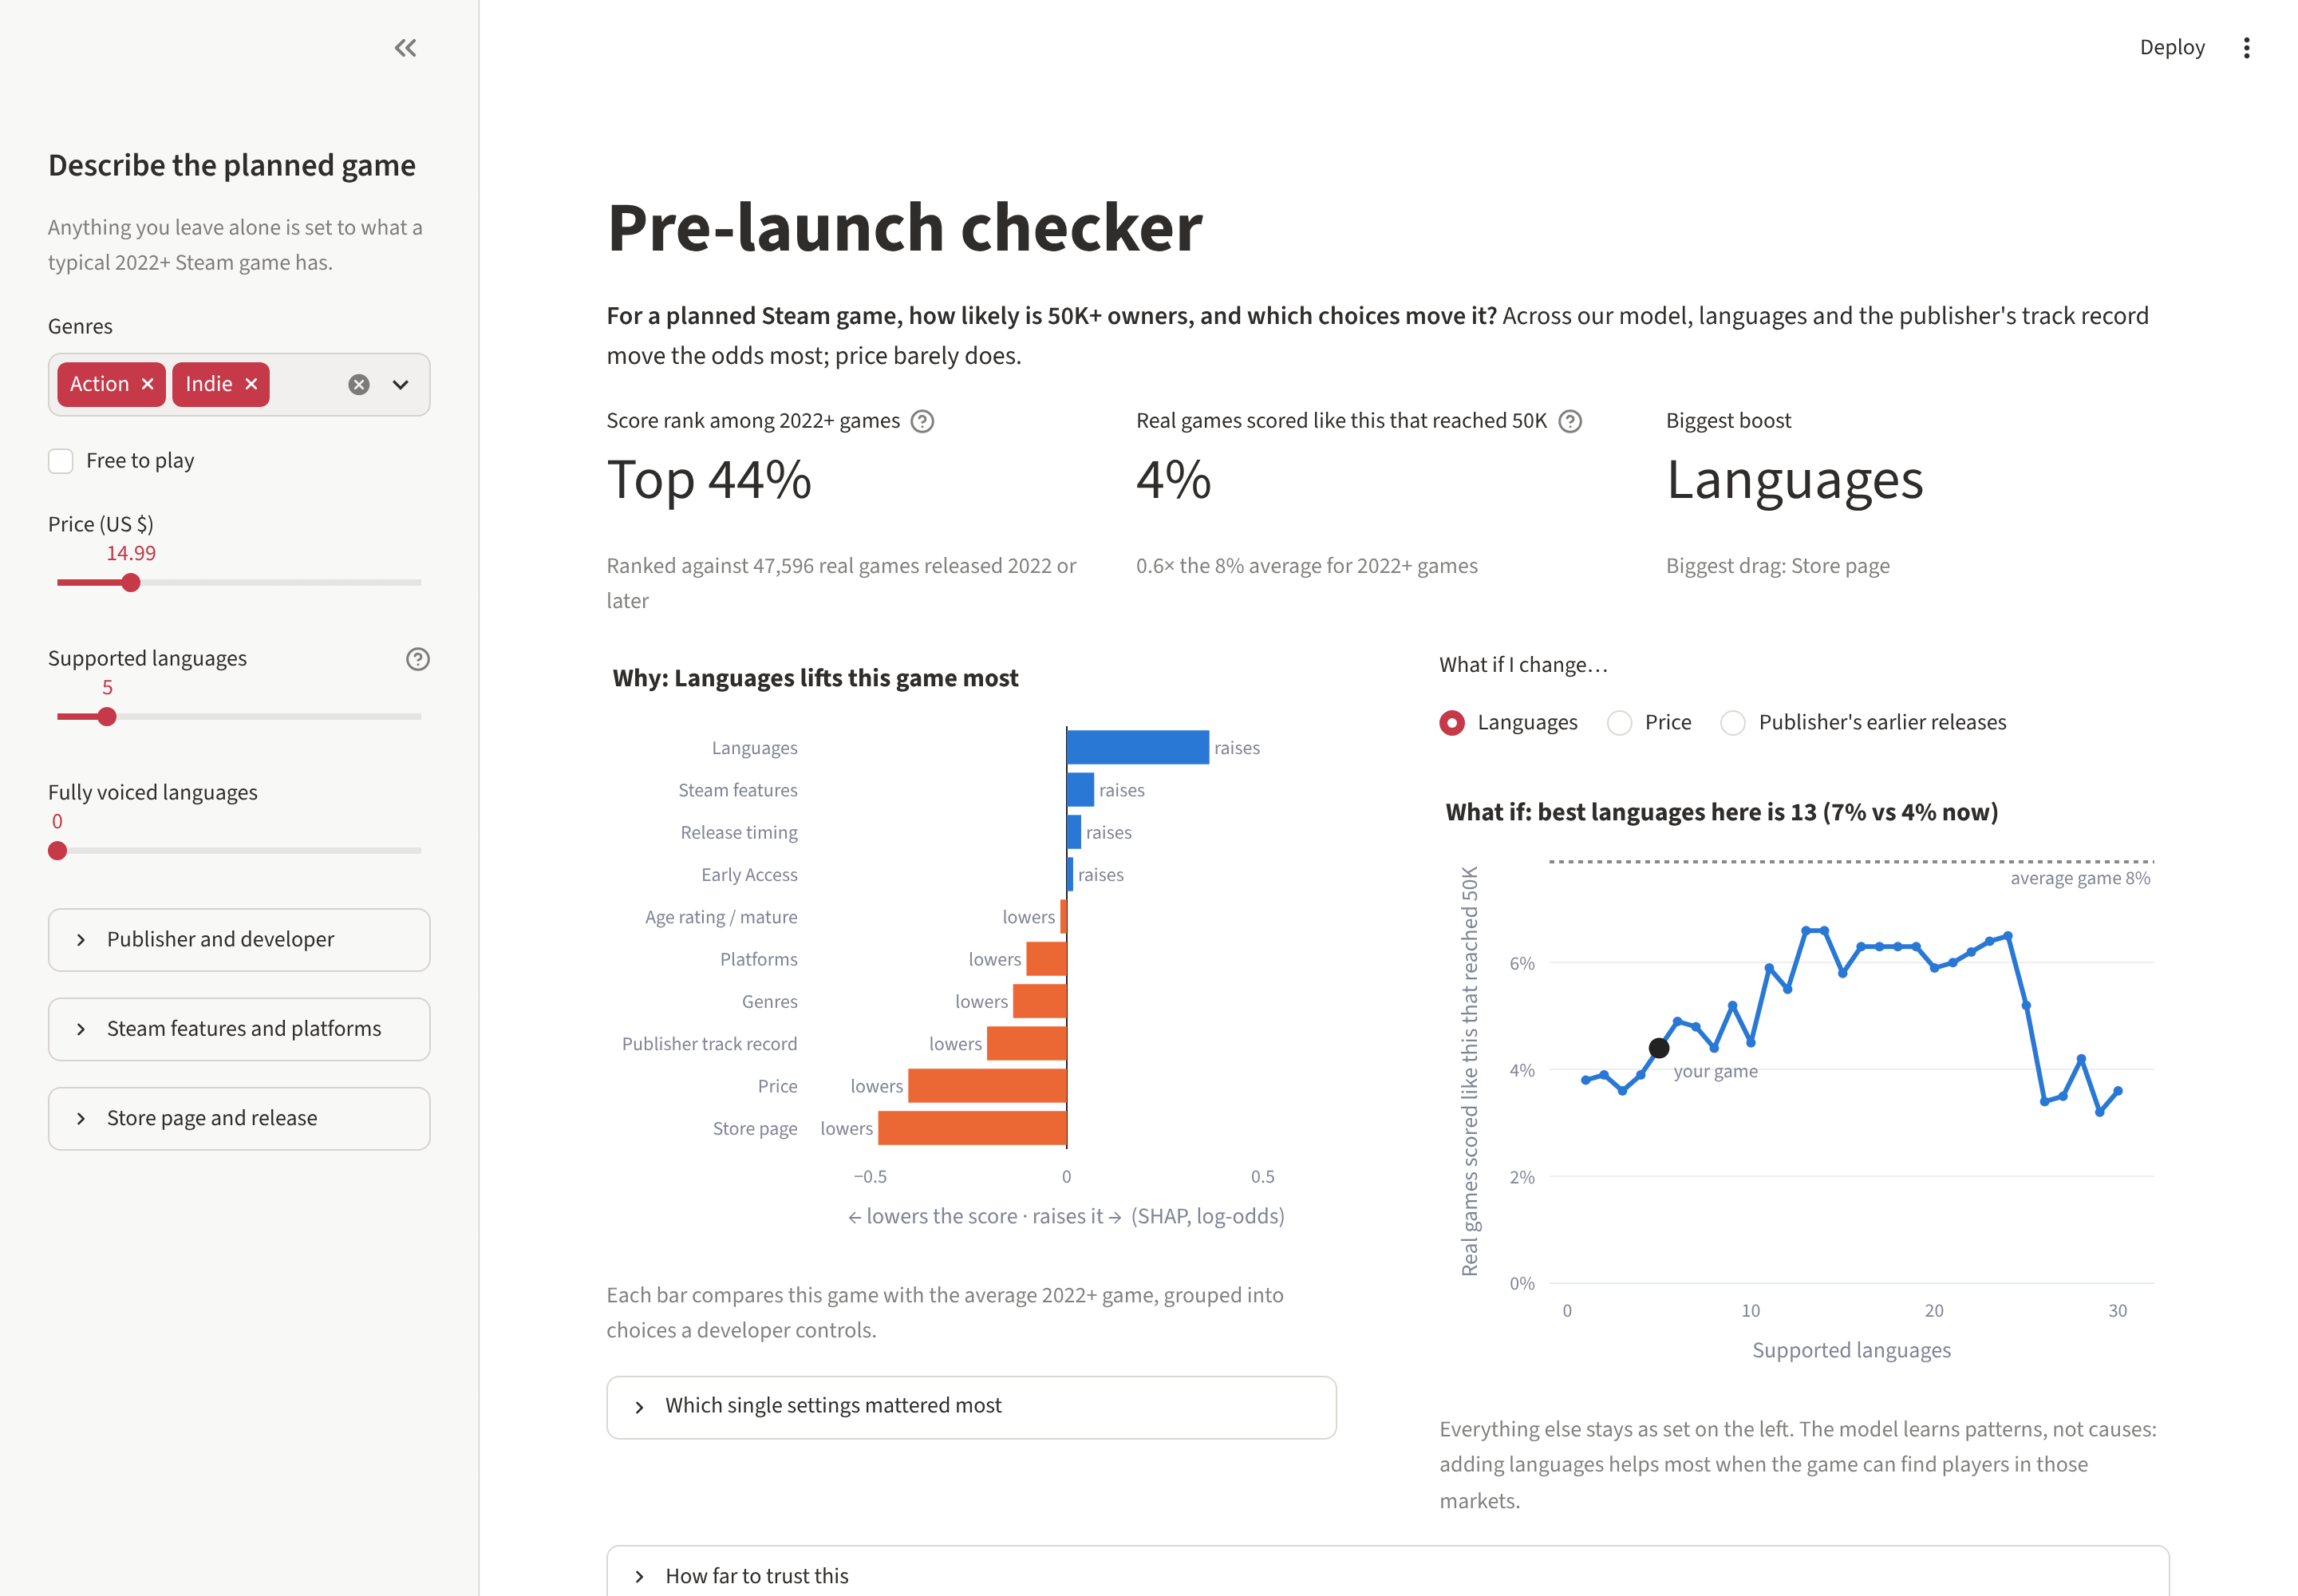 Deploy
Describe the planned game
Anything you leave alone is set to what a
typical 2022+ Steam game has.
Genres
Action
Indie
Free to play
Price (US $)
14.99
Supported languages
5
Fully voiced languages
0
Publisher and developer
Steam features and platforms
Store page and release
Pre-launch checker
For a planned Steam game, how likely is 50K+ owners, and which choices move it? Across our model, languages and the publisher's track record
move the odds most; price barely does.
Score rank among 2022+ games
Top 44%
Ranked against 47,596 real games released 2022 or
later
Real games scored like this that reached 50K
4%
0.6× the 8% average for 2022+ games
Biggest boost
Languages
Biggest drag: Store page
Why: Languages lifts this game most
Languages raises
Steam features raises
Release timing raises
Early Access raises
Age rating / mature lowers
Platforms lowers
Genres lowers
Publisher track record lowers
Price lowers
Store page lowers
−0.5 0 0.5
← lowers the score · raises it → (SHAP, log-odds)
Each bar compares this game with the average 2022+ game, grouped into
choices a developer controls.
Which single settings mattered most
What if I change…
Languages Price Publisher's earlier releases
What if: best languages here is 13 (7% vs 4% now)
average game 8%
Real games scored like this that reached 50K
6%
4%
your game
2%
0%
0 10 20 30
Supported languages
Everything else stays as set on the left. The model learns patterns, not causes:
adding languages helps most when the game can find players in those
markets.
How far to trust this